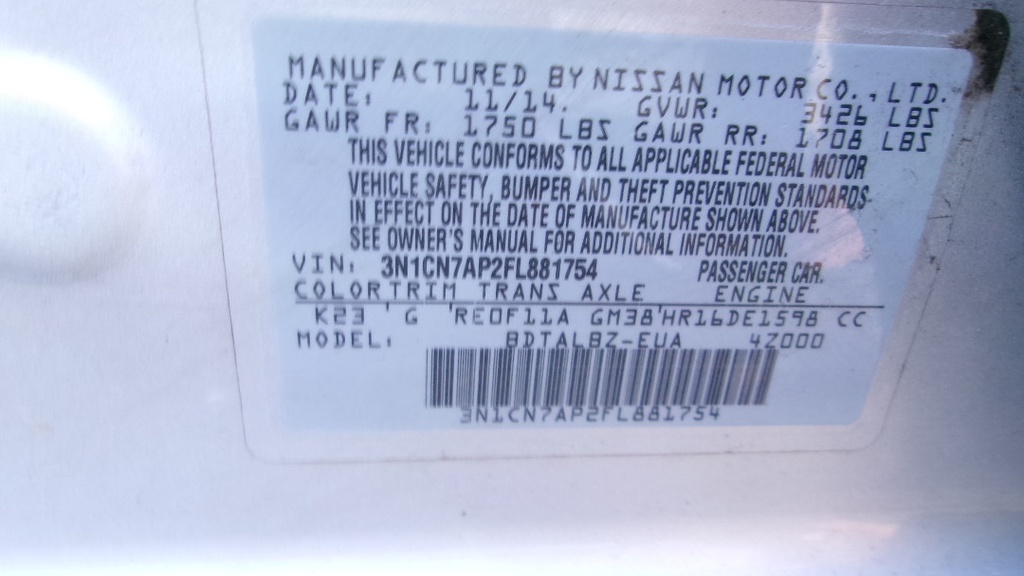 MANUFACTURED BY NISSAN MOTOR CO., LTD.
DATE: 11/14. GVWR: 3426 LBS
GAWR FR: 1750 LBS GAWR RR: 1708 LBS
THIS VEHICLE CONFORMS TO ALL APPLICABLE FEDERAL MOTOR
VEHICLE SAFETY, BUMPER AND THEFT PREVENTION STANDARDS
IN EFFECT ON THE DATE OF MANUFACTURE SHOWN ABOVE.
SEE OWNER'S MANUAL FOR ADDITIONAL INFORMATION.
VIN: 3N1CN7AP2FL881754 PASSENGER CAR.
COLOR TRIM TRANS AXLE ENGINE
K23 ' G 'RE0F11A GM38'HR16DE1598 CC
MODEL: BDTALBZ-EUA 4Z000
3N1CN7AP2FL881754